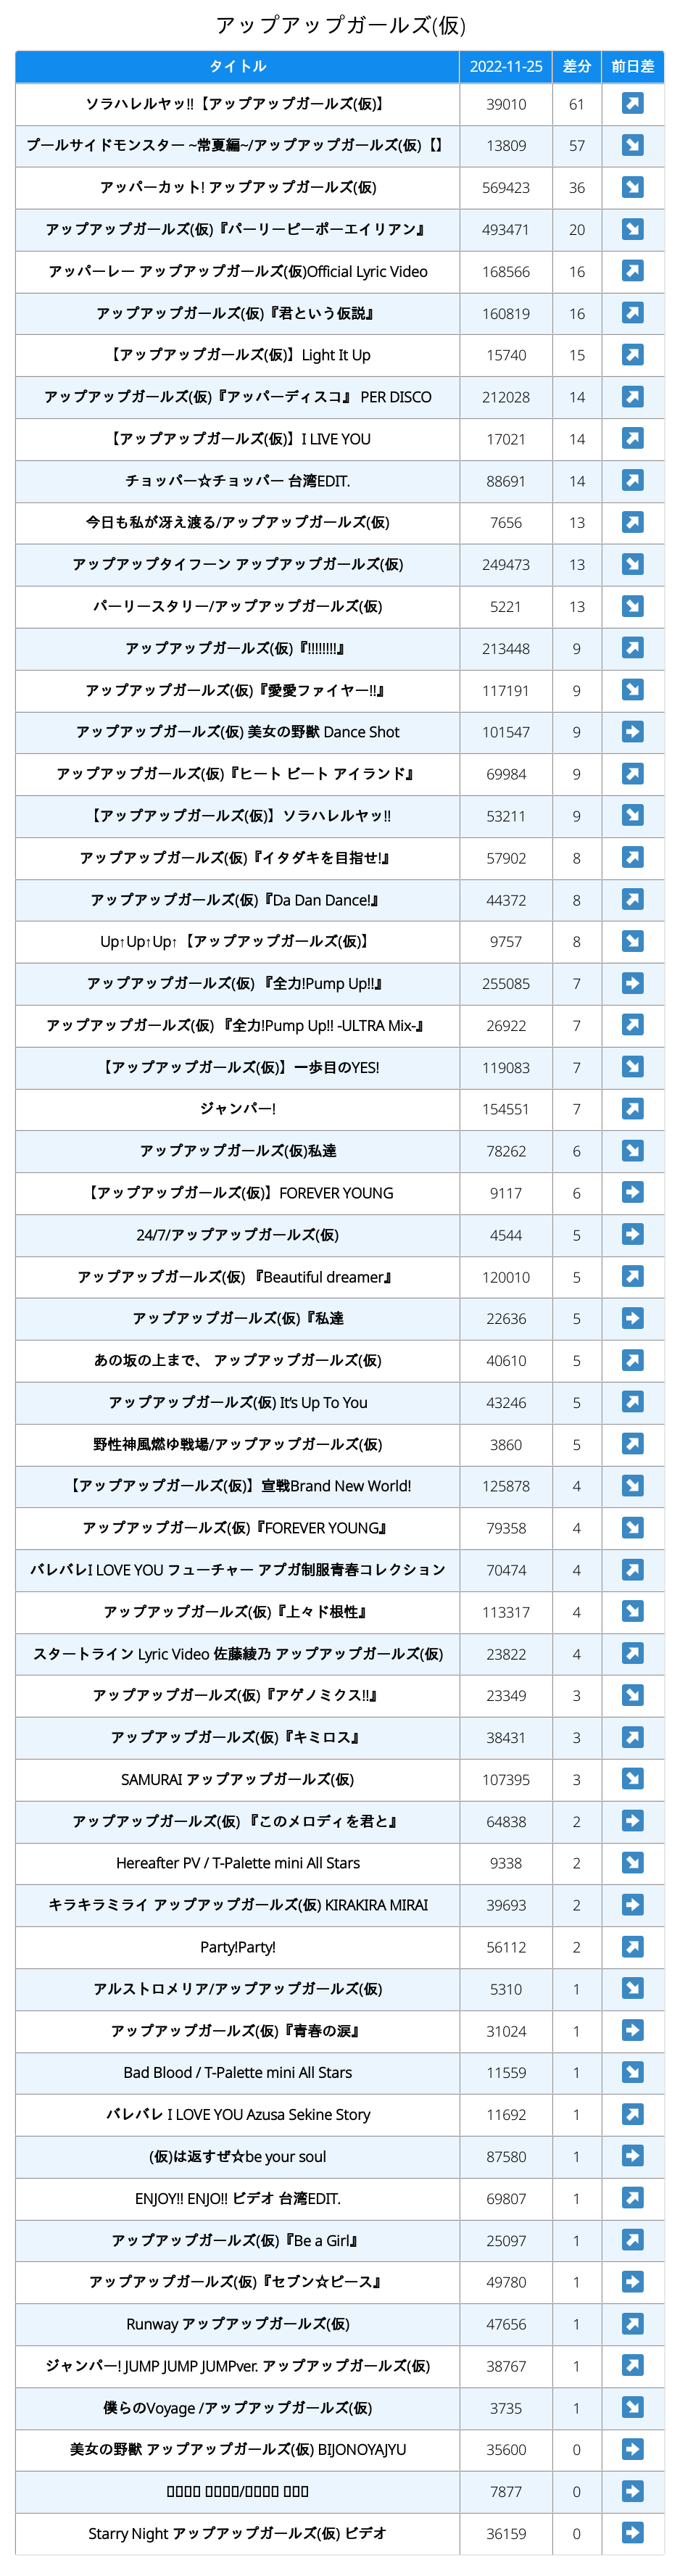 アップアップガールズ(仮)
タイトル 2022-11-25 差分 前日差
ソラハレルヤッ!!【アップアップガールズ(仮)】 39010 61
プールサイドモンスター ~常夏編~/アップアップガールズ(仮)【】 13809 57
アッパーカット! アップアップガールズ(仮) 569423 36
アップアップガールズ(仮)『パーリーピーポーエイリアン』 493471 20
アッパーレー アップアップガールズ(仮)Official Lyric Video 168566 16
アップアップガールズ(仮)『君という仮説』 160819 16
【アップアップガールズ(仮)】Light It Up 15740 15
アップアップガールズ(仮)『アッパーディスコ』 PER DISCO 212028 14
【アップアップガールズ(仮)】I LIVE YOU 17021 14
チョッパー☆チョッパー 台湾EDIT. 88691 14
今日も私が冴え渡る/アップアップガールズ(仮) 7656 13
アップアップタイフーン アップアップガールズ(仮) 249473 13
パーリースタリー/アップアップガールズ(仮) 5221 13
アップアップガールズ(仮)『!!!!!!!!』 213448 9
アップアップガールズ(仮)『愛愛ファイヤー!!』 117191 9
アップアップガールズ(仮) 美女の野獣 Dance Shot 101547 9
アップアップガールズ(仮)『ヒート ビート アイランド』 69984 9
【アップアップガールズ(仮)】ソラハレルヤッ!! 53211 9
アップアップガールズ(仮)『イタダキを目指せ!』 57902 8
アップアップガールズ(仮)『Da Dan Dance!』 44372 8
Up↑Up↑Up↑【アップアップガールズ(仮)】 9757 8
アップアップガールズ(仮) 『全力!Pump Up!!』 255085 7
アップアップガールズ(仮) 『全力!Pump Up!! -ULTRA Mix-』 26922 7
【アップアップガールズ(仮)】一歩目のYES! 119083 7
ジャンパー! 154551 7
アップアップガールズ(仮)私達 78262 6
【アップアップガールズ(仮)】FOREVER YOUNG 9117 6
24/7/アップアップガールズ(仮) 4544 5
アップアップガールズ(仮) 『Beautiful dreamer』 120010 5
アップアップガールズ(仮)『私達 22636 5
あの坂の上まで、 アップアップガールズ(仮) 40610 5
アップアップガールズ(仮) It's Up To You 43246 5
野性神風燃ゆ戦場/アップアップガールズ(仮) 3860 5
【アップアップガールズ(仮)】宣戦Brand New World! 125878 4
アップアップガールズ(仮)『FOREVER YOUNG』 79358 4
バレバレI LOVE YOU フューチャー アプガ制服青春コレクション 70474 4
アップアップガールズ(仮)『上々ド根性』 113317 4
スタートライン Lyric Video 佐藤綾乃 アップアップガールズ(仮) 23822 4
アップアップガールズ(仮)『アゲノミクス!!』 23349 3
アップアップガールズ(仮)『キミロス』 38431 3
SAMURAI アップアップガールズ(仮) 107395 3
アップアップガールズ(仮) 『このメロディを君と』 64838 2
Hereafter PV / T-Palette mini All Stars 9338 2
キラキラミライ アップアップガールズ(仮) KIRAKIRA MIRAI 39693 2
Party!Party! 56112 2
アルストロメリア/アップアップガールズ(仮) 5310 1
アップアップガールズ(仮)『青春の涙』 31024 1
Bad Blood / T-Palette mini All Stars 11559 1
バレバレ I LOVE YOU Azusa Sekine Story 11692 1
(仮)は返すぜ☆be your soul 87580 1
ENJOY!! ENJO!! ビデオ 台湾EDIT. 69807 1
アップアップガールズ(仮)『Be a Girl』 25097 1
アップアップガールズ(仮)『セブン☆ピース』 49780 1
Runway アップアップガールズ(仮) 47656 1
ジャンパー! JUMP JUMP JUMPver. アップアップガールズ(仮) 38767 1
僕らのVoyage /アップアップガールズ(仮) 3735 1
美女の野獣 アップアップガールズ(仮) BIJONOYAJYU 35600 0
7877 0
Starry Night アップアップガールズ(仮) ビデオ 36159 0